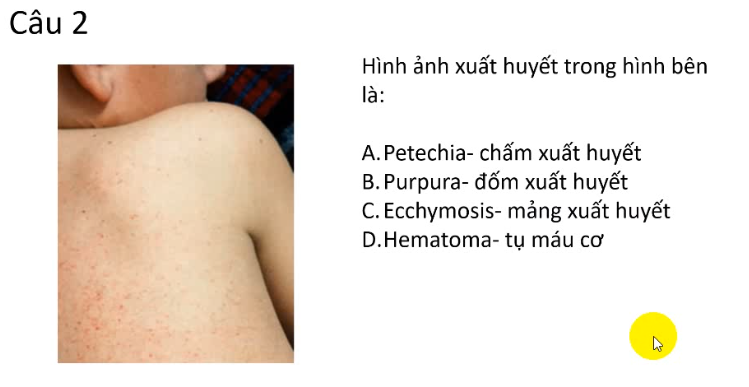 Câu 2
Hình ảnh xuất huyết trong hình bên
là:
A.Petechia- chấm xuất huyết
B.Purpura- đốm xuất huyết
C.Ecchymosis- mảng xuất huyết
D.Hematoma- tụ máu cơ